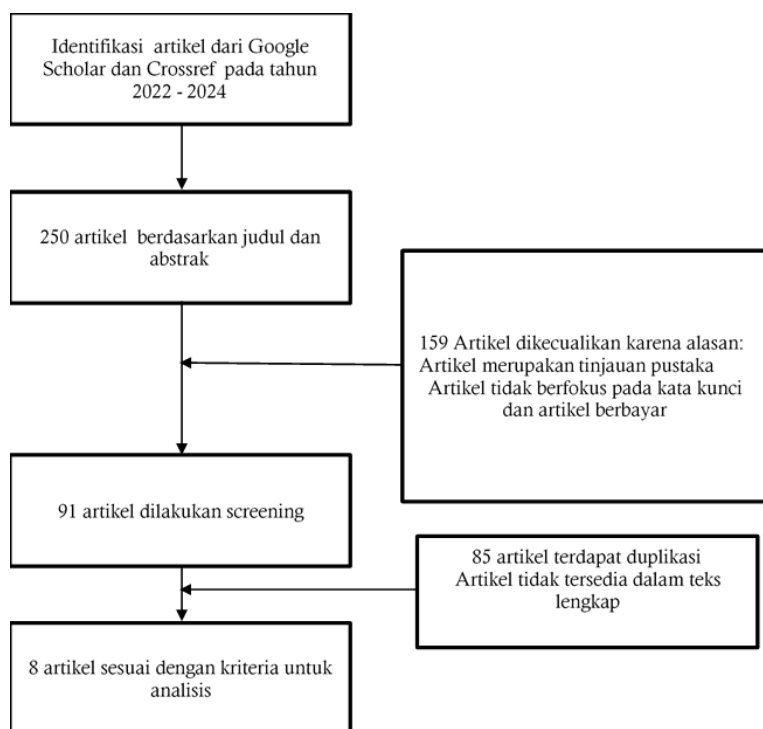 Identifikasi artikel dari Google
Scholar dan Crossref pada tahun
2022 - 2024
250 artikel berdasarkan judul dan
abstrak
159 Artikel dikecualikan karena alasan:
Artikel merupakan tinjauan pustaka
Artikel tidak berfokus pada kata kunci
dan artikel berbayar
91 artikel dilakukan screening
85 artikel terdapat duplikasi
Artikel tidak tersedia dalam teks
lengkap
8 artikel sesuai dengan kriteria untuk
analisis